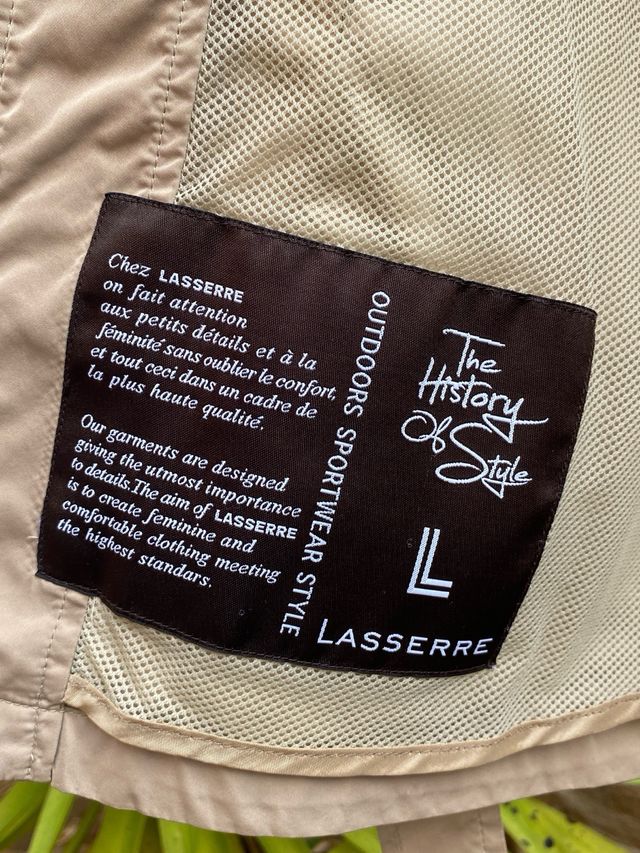 Chez LASSERRE
on fait attention
aux petits détails et à la
féminité sans oublier le confort,
et tout ceci dans un cadre de
la plus haute qualité.
Our garments are designed
giving the utmost importance
to details.The aim of LASSERRE
is to create feminine and
comfortable clothing meeting
the highest standars.
OUTDOORS SPORTWEAR STYLE
The
History
Of Style
LASSERRE